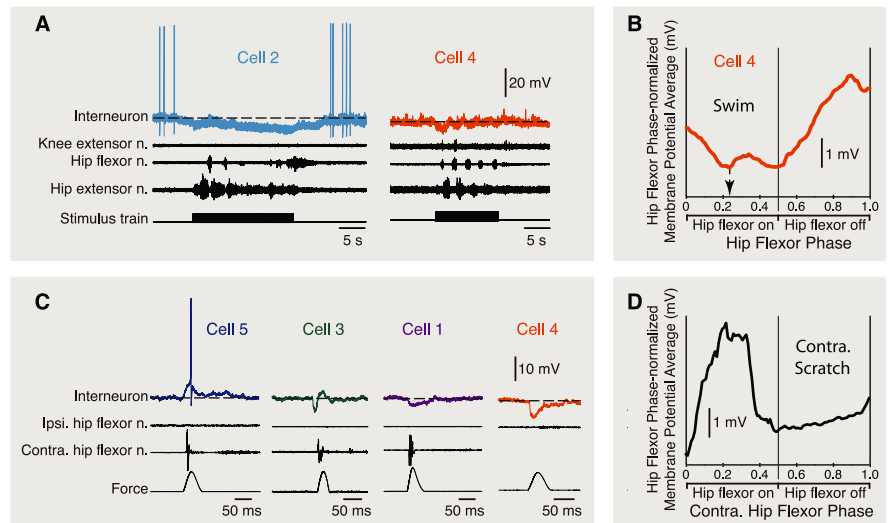 A
Cell 2
Cell 4
20 mV
Interneuron
Knee extensor n.
Hip flexor n.
Hip extensor n.
Stimulus train
5 s
5 s
B
Hip Flexor Phase-normalized
Membrane Potential Average (mV)
Cell 4
Swim
1 mV
0 0.2 0.4 0.6 0.8 1.0
Hip flexor on Hip flexor off
Hip Flexor Phase
C
Cell 5
Cell 3
Cell 1
Cell 4
10 mV
Interneuron
Ipsi. hip flexor n.
Contra. hip flexor n.
Force
50 ms
50 ms
50 ms
50 ms
D
Hip Flexor Phase-normalized
Membrane Potential Average (mV)
Contra.
Scratch
1 mV
0 0.2 0.4 0.6 0.8 1.0
Hip flexor on Hip flexor off
Contra. Hip Flexor Phase